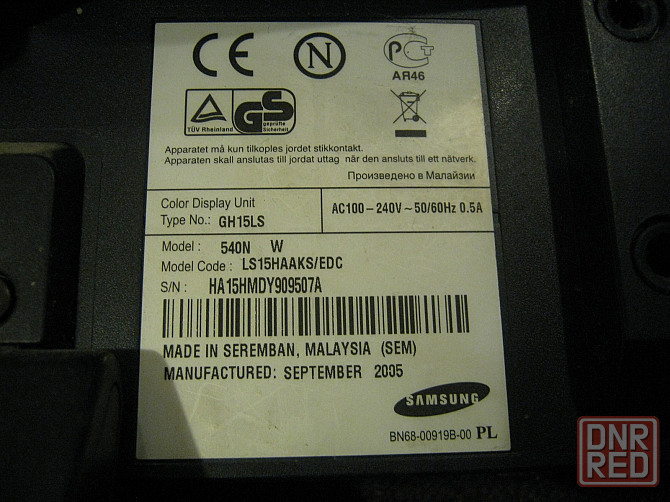 CE N PCT
АЯ46
TÜV Rheinland GS geprüfte Sicherheit
Apparatet må kun tilkoples jordet stikkontakt.
Apparaten skall anslutas till jordat uttag när den ansluts till ett nätverk.
Произведено в Малайзии
Color Display Unit
Type No.: GH15LS
AC100-240V~50/60Hz 0.5A
Model: 540N W
Model Code: LS15HAAKS/EDC
S/N: HA15HMDY909507A
MADE IN SEREMBAN, MALAYSIA (SEM)
MANUFACTURED: SEPTEMBER 2005
SAMSUNG
BN68-00919B-00 PL
DNR
RED